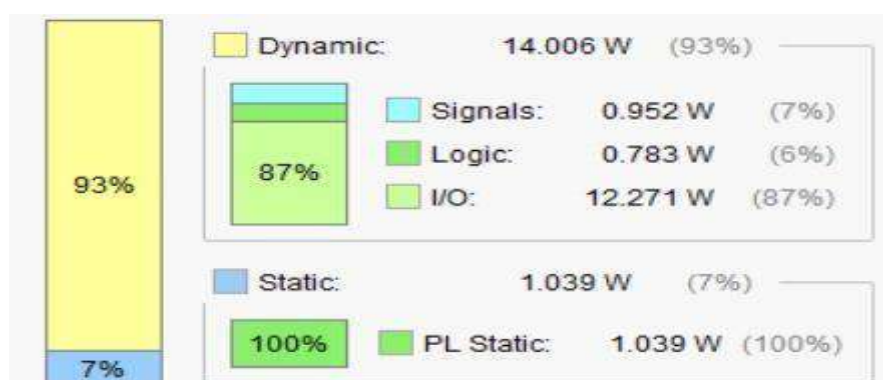 Dynamic: 14.006 W (93%)
Signals: 0.952 W (7%)
Logic: 0.783 W (6%)
87%
I/O: 12.271 W (87%)
93%
Static: 1.039 W (7%)
100%
PL Static: 1.039 W (100%)
7%